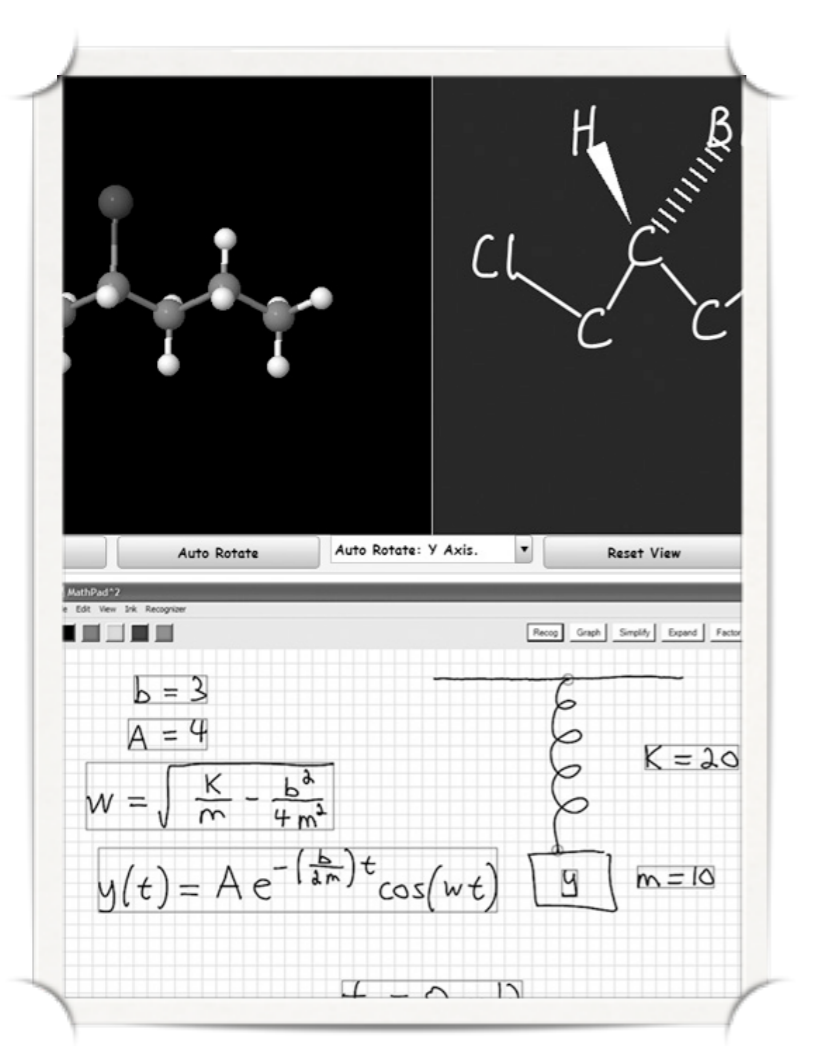 H
Cl
C
C
C
Auto Rotate
Auto Rotate: Y Axis.
Reset View
MathPad^2
Edit View Ink Recognizer
Recog Graph Simplify Expand Factor
b = 3
A = 4
K = 20
w = √(K/m - b²/4m²)
y(t) = Ae^-(b/2m)t cos(wt)
y
m = 10